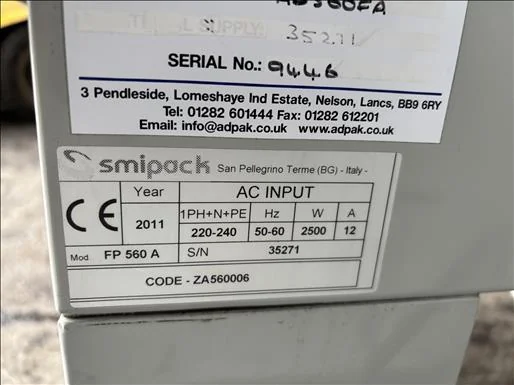 35271
SERIAL No.: 9446
3 Pendleside, Lomeshaye Ind Estate, Nelson, Lancs, BB9 6RY
Tel: 01282 601444 Fax: 01282 612201
Email: info@adpak.co.uk www.adpak.co.uk
smipack San Pellegrino Terme (BG) - Italy -
CE Year AC INPUT
2011 1PH+N+PE Hz W A
220-240 50-60 2500 12
Mod. FP 560 A S/N 35271
CODE - ZA560006